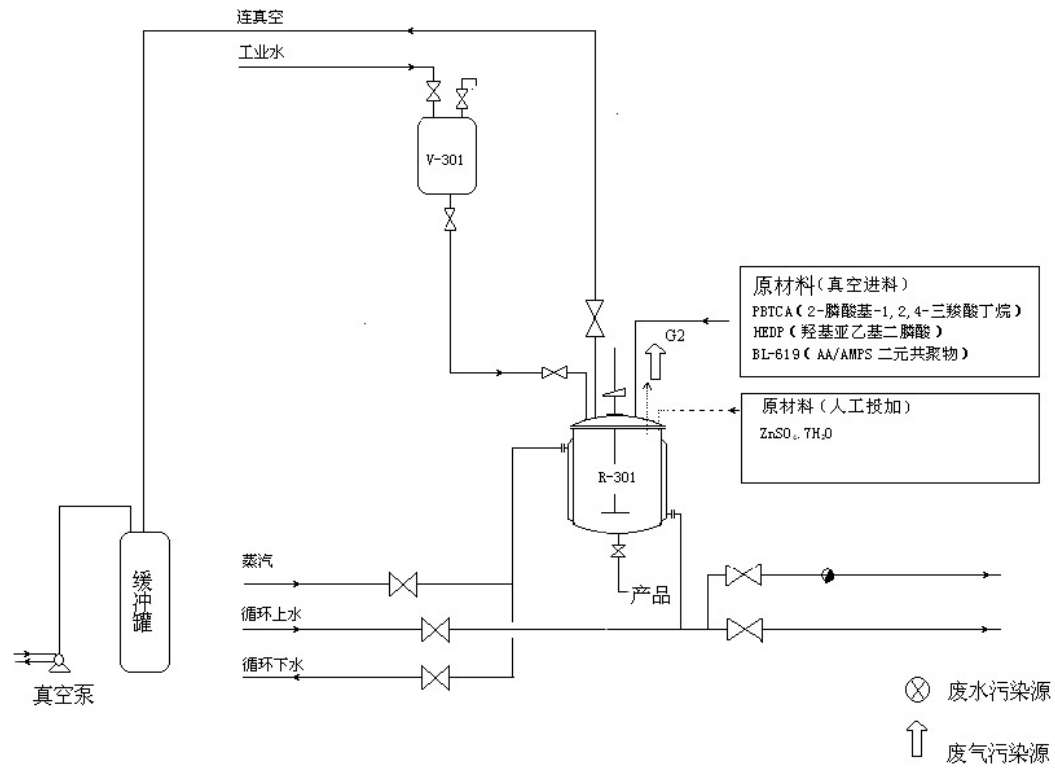 连真空
工业水
V-301
原材料（真空进料）
PBTCA（2-膦酸基-1,2,4-三羧酸丁烷）
HEDP（羟基亚乙基二膦酸）
BL-619（AA/AMPS 二元共聚物）
G2
原材料（人工投加）
ZnSO₄.7H₂O
R-301
缓冲罐
蒸汽
产品
循环上水
循环下水
真空泵
废水污染源
废气污染源